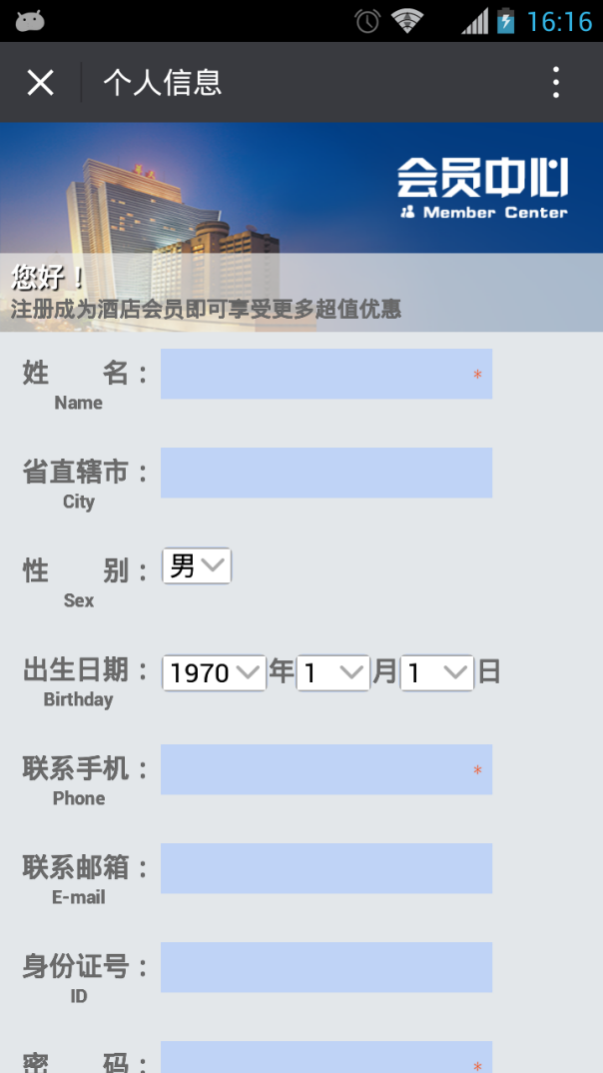 16:16
个人信息
会员中心
Member Center
您好！
注册成为酒店会员即可享受更多超值优惠
姓 名： *
Name
省直辖市：
City
性 别： 男
Sex
出生日期： 1970 年 1 月 1 日
Birthday
联系手机： *
Phone
联系邮箱：
E-mail
身份证号：
ID
密 码： *